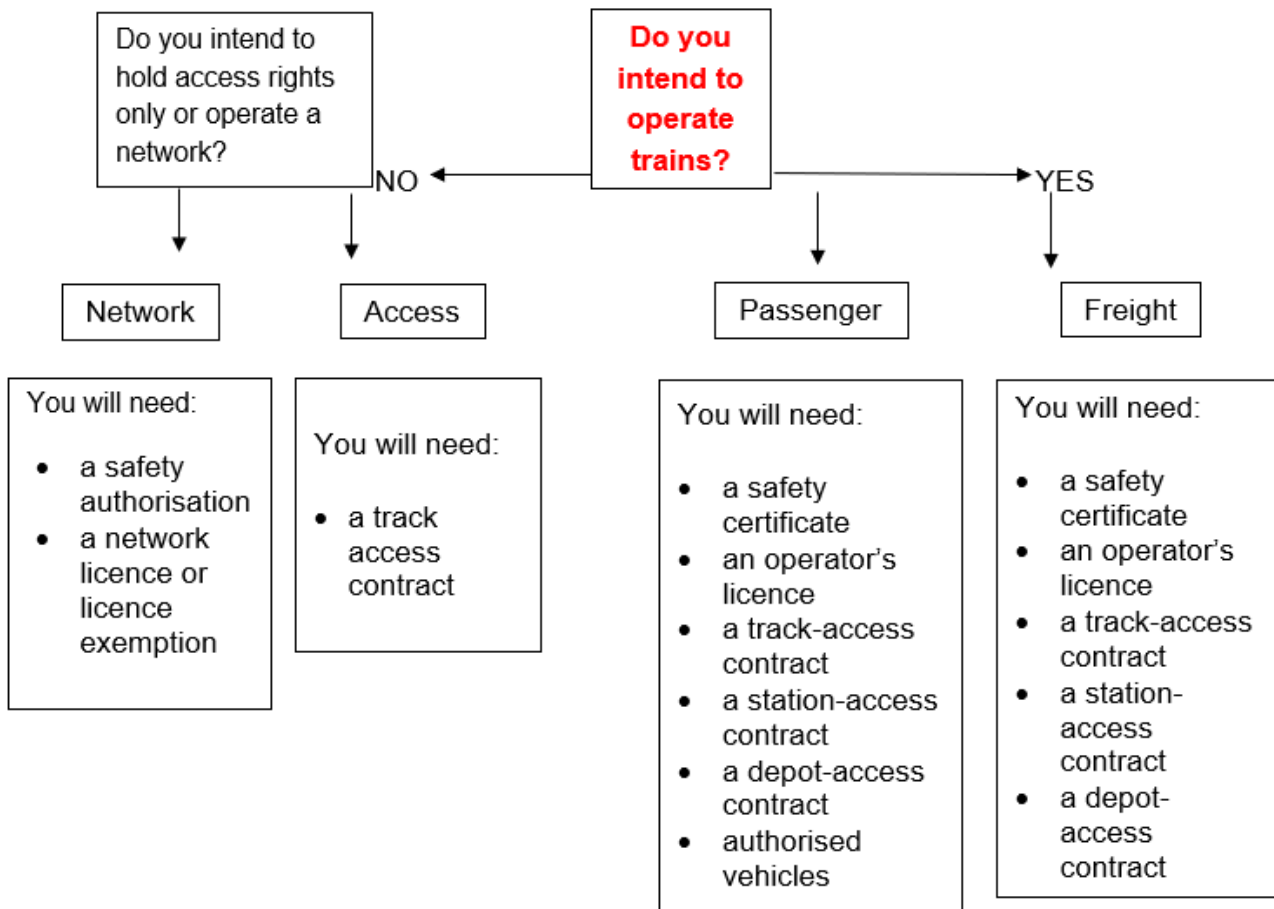 Do you intend to
hold access rights
only or operate a
network?
Do you
intend to
operate
trains?
NO
YES
Network
Access
Passenger
Freight
You will need:
• a safety
authorisation
• a network
licence or
licence
exemption
You will need:
• a track
access
contract
You will need:
• a safety
certificate
• an operator’s
licence
• a track-access
contract
• a station-access
contract
• a depot-access
contract
• authorised
vehicles
You will need:
• a safety
certificate
• an operator’s
licence
• a track-access
contract
• a station-
access
contract
• a depot-
access
contract